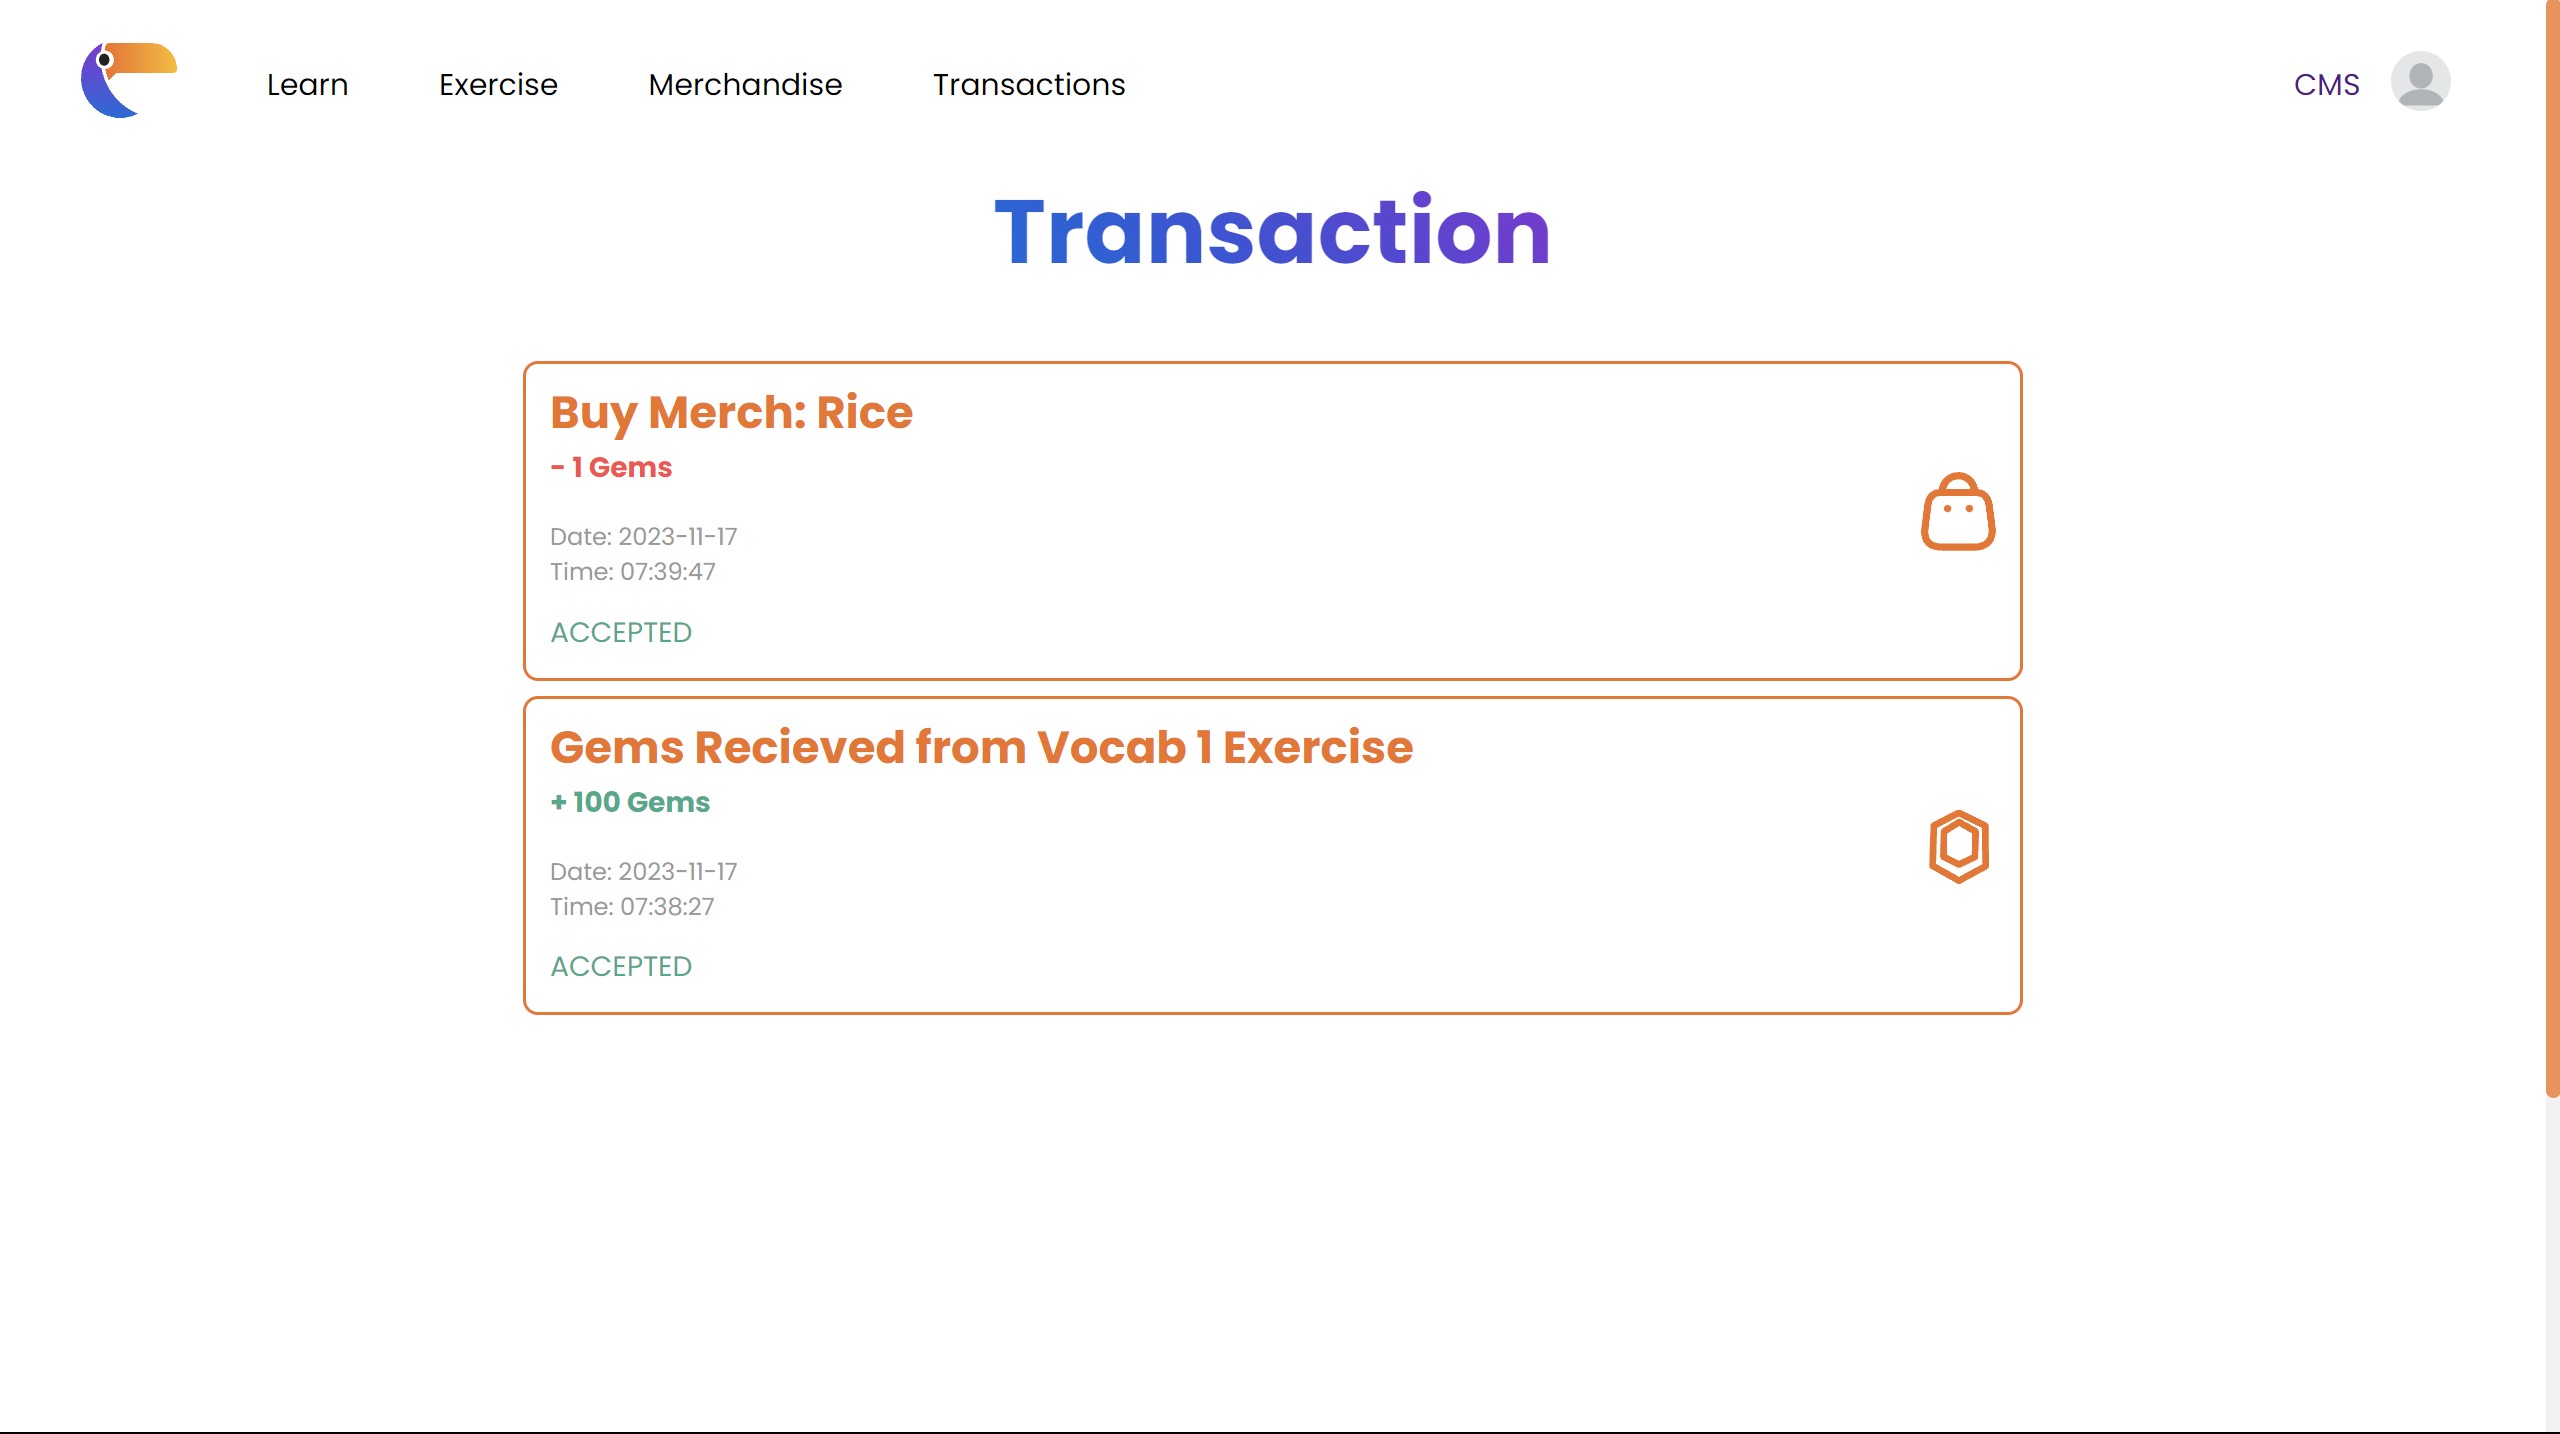 Learn Exercise Merchandise Transactions CMS
Transaction
Buy Merch: Rice
- 1 Gems
Date: 2023-11-17
Time: 07:39:47
ACCEPTED
Gems Recieved from Vocab 1 Exercise
+ 100 Gems
Date: 2023-11-17
Time: 07:38:27
ACCEPTED